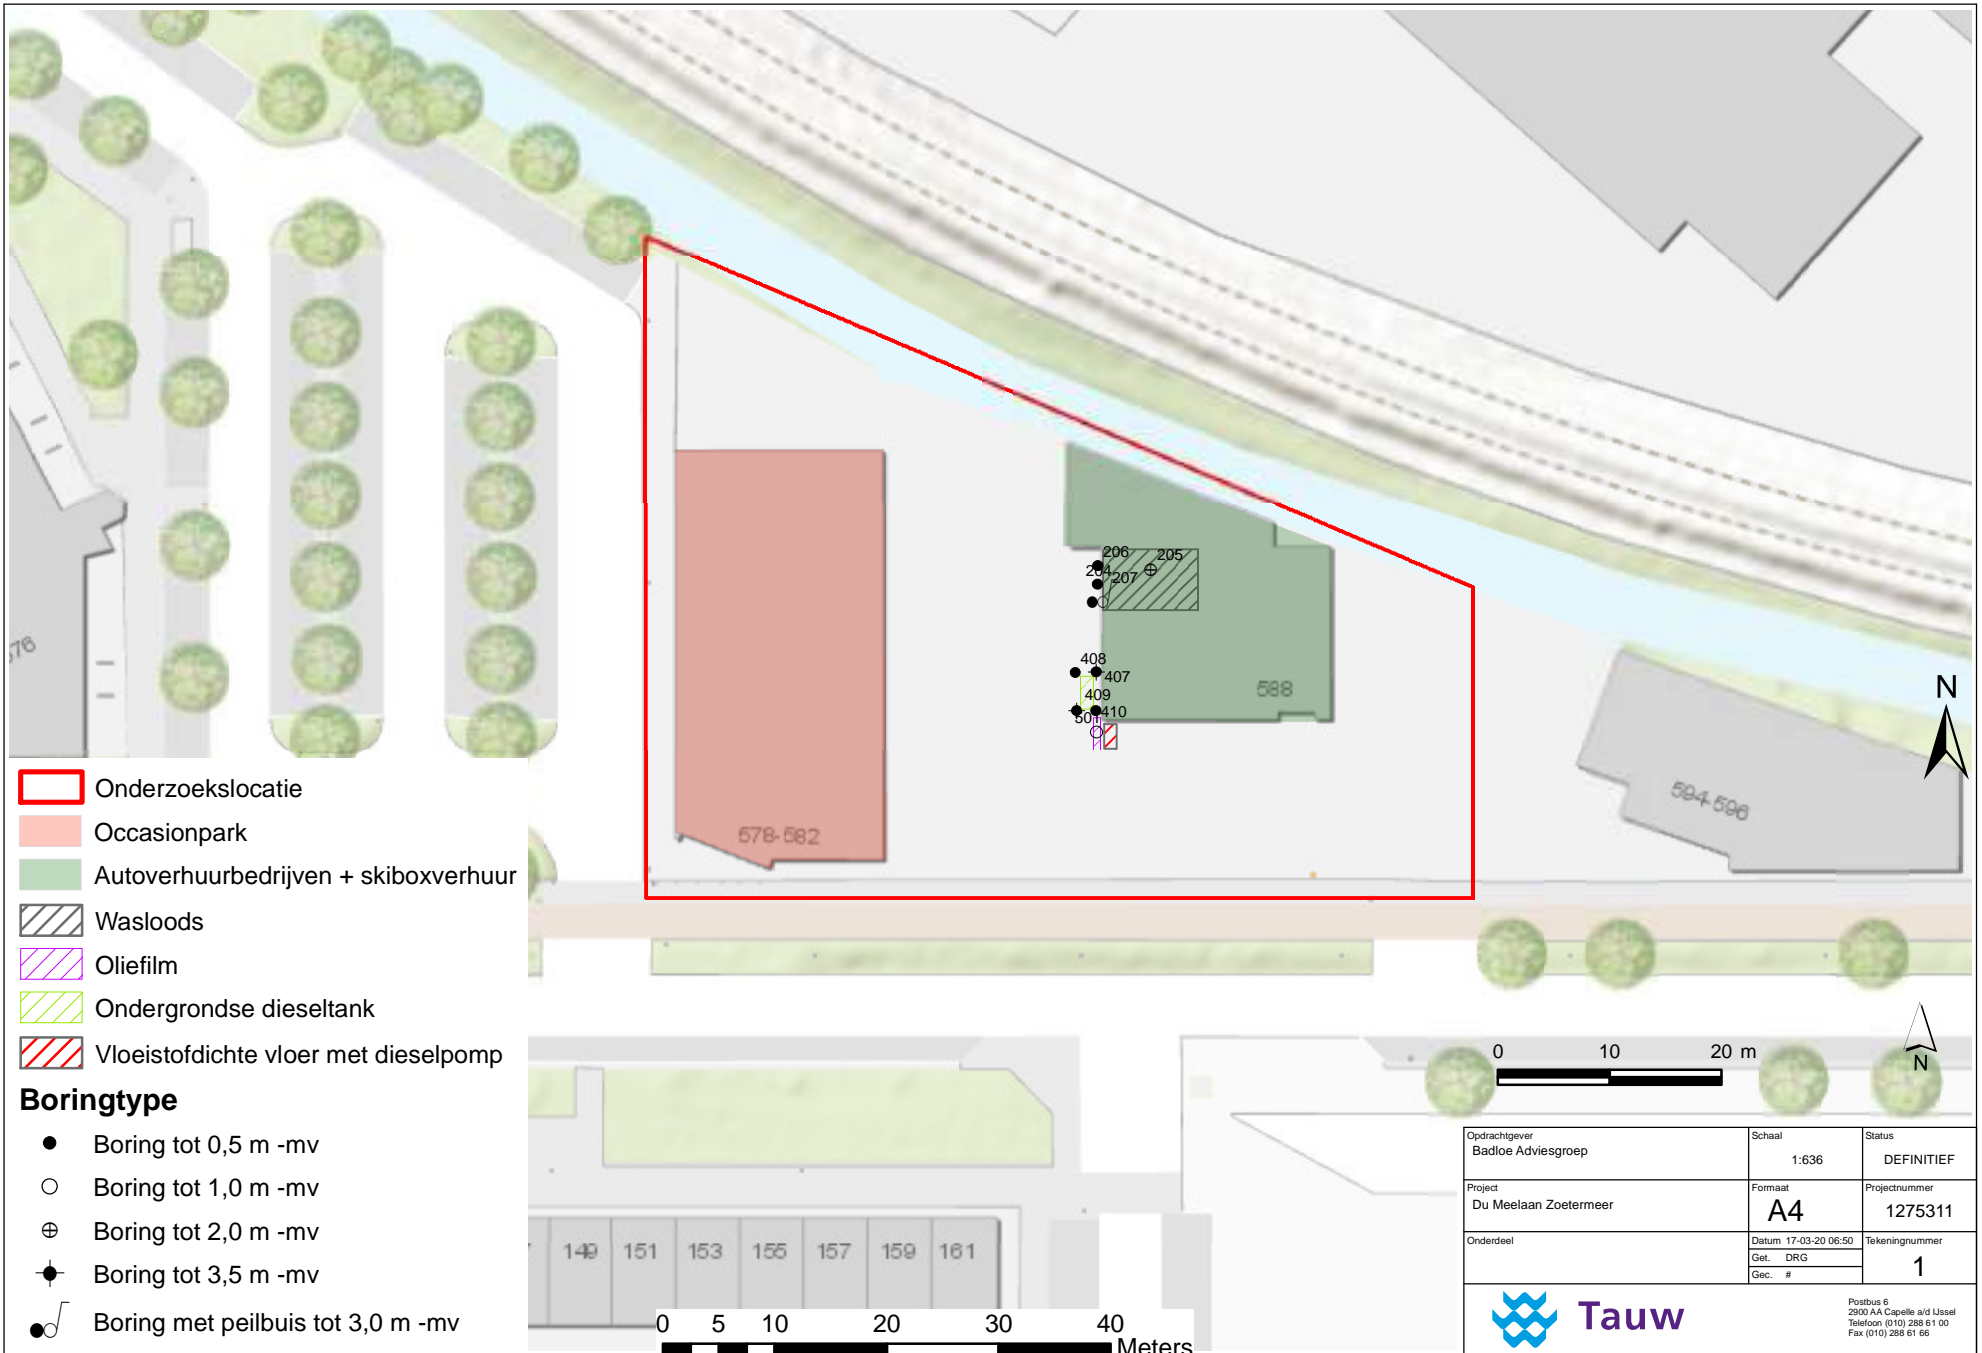 206
205
204
207
408
407
409
501
410
588
578-582
594-596
N
Onderzoekslocatie
Occasionpark
Autoverhuurbedrijven + skiboxverhuur
Wasloods
Oliefilm
Ondergrondse dieseltank
Vloeistofdichte vloer met dieselpomp
Boringtype
Boring tot 0,5 m -mv
Boring tot 1,0 m -mv
Boring tot 2,0 m -mv
Boring tot 3,5 m -mv
Boring met peilbuis tot 3,0 m -mv
149 151 153 155 157 159 161
0 5 10 20 30 40
Meters
0 10 20 m
N
Opdrachtgever
Badloe Adviesgroep
Schaal
1:636
Status
DEFINITIEF
Project
Du Meelaan Zoetermeer
Formaat
A4
Projectnummer
1275311
Onderdeel
Datum 17-03-20 06:50
Get. DRG
Gec. #
Tekeningnummer
1
Tauw
Postbus 6
2900 AA Capelle a/d IJssel
Telefoon (010) 288 61 00
Fax (010) 288 61 66